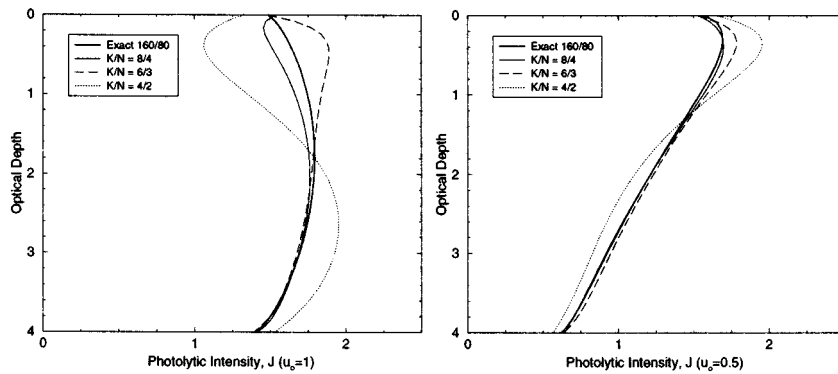 0
1
2
3
4
Optical Depth
Exact 160/80
K/N = 8/4
K/N = 6/3
K/N = 4/2
0
1
2
Photolytic Intensity, J (u₀=1)
0
1
2
3
4
Optical Depth
Exact 160/80
K/N = 8/4
K/N = 6/3
K/N = 4/2
0
1
2
Photolytic Intensity, J (u₀=0.5)